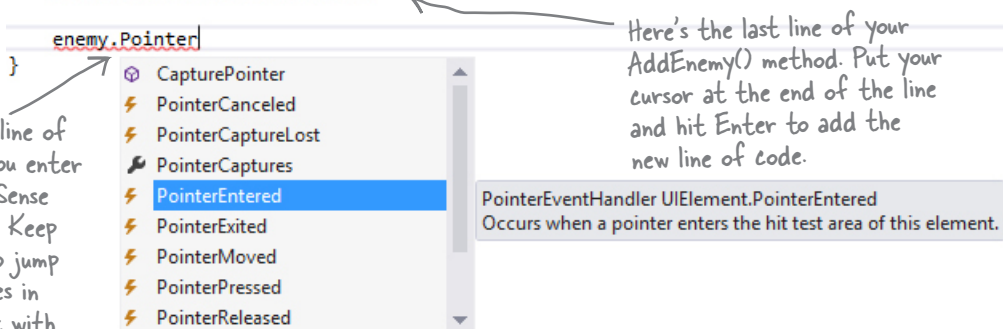 Here's the last line of your
AddEnemy() method. Put your
cursor at the end of the line
and hit Enter to add the
new line of code.
enemy.Pointer
}
line of
ou enter
Sense
Keep
o jump
es in
with
CapturePointer
PointerCanceled
PointerCaptureLost
PointerCaptures
PointerEntered
PointerExited
PointerMoved
PointerPressed
PointerReleased
PointerEventHandler UIElement.PointerEntered
Occurs when a pointer enters the hit test area of this element.